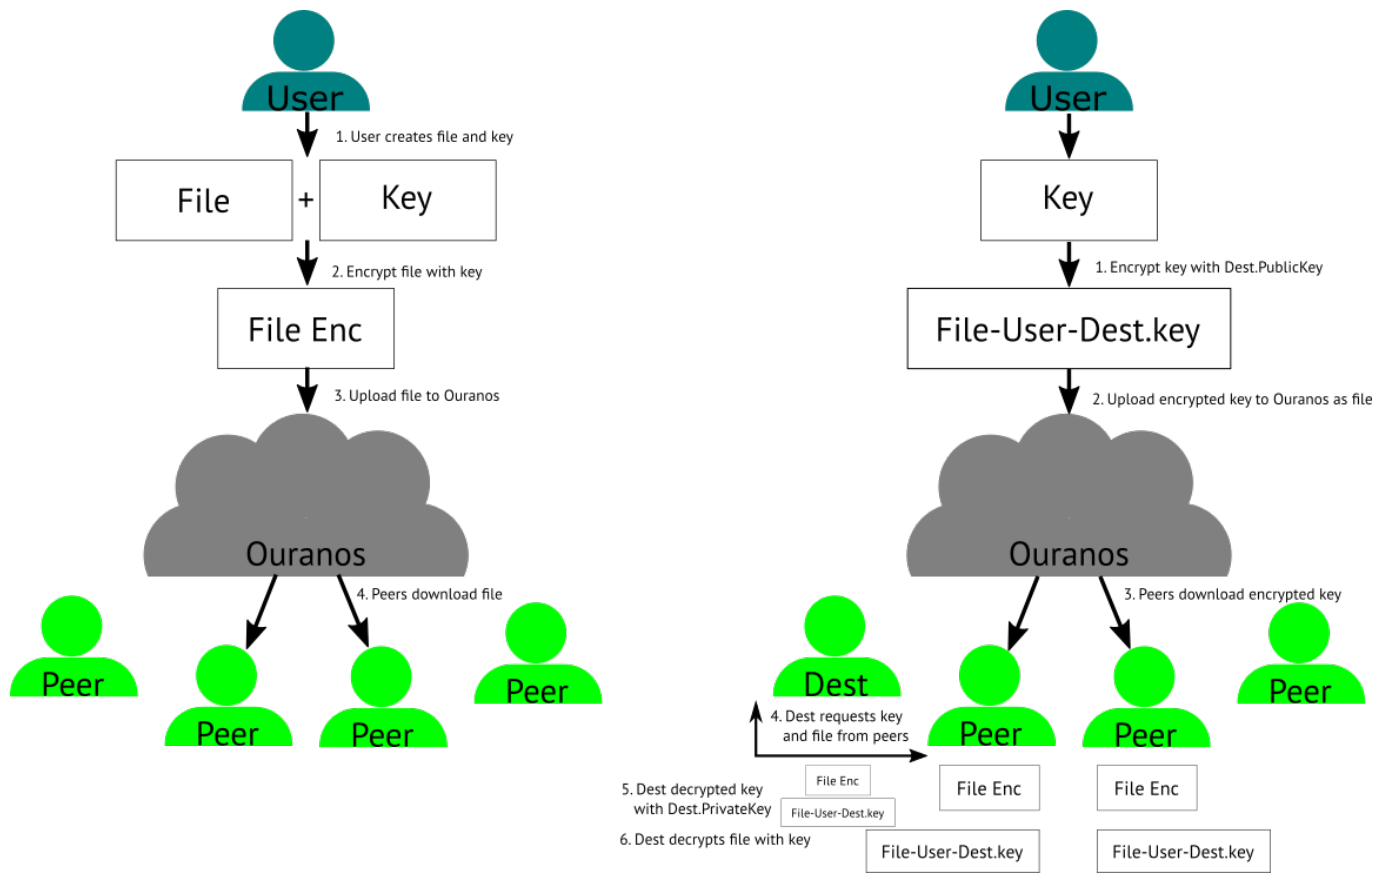 User
1. User creates file and key
File
+
Key
2. Encrypt file with key
File Enc
3. Upload file to Ouranos
Ouranos
4. Peers download file
Peer
Peer
Peer
Peer
User
Key
1. Encrypt key with Dest.PublicKey
File-User-Dest.key
2. Upload encrypted key to Ouranos as file
Ouranos
3. Peers download encrypted key
Dest
Peer
Peer
Peer
4. Dest requests key
and file from peers
File Enc
File-User-Dest.key
5. Dest decrypted key
with Dest.PrivateKey
6. Dest decrypts file with key
File Enc
File Enc
File-User-Dest.key
File-User-Dest.key